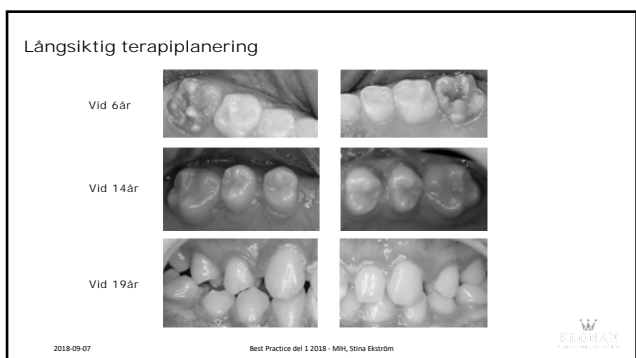 Långsiktig terapiplanering
Vid 6år
Vid 14år
Vid 19år
2018-09-07
Best Practice del 1 2018 - MIH, Stina Ekström
KRONAN